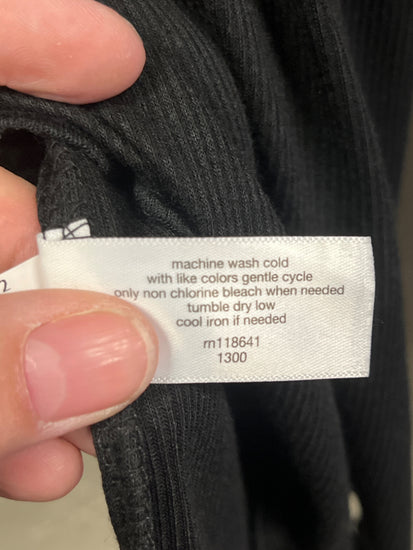 machine wash cold
with like colors gentle cycle
only non chlorine bleach when needed
tumble dry low
cool iron if needed
rn118641
1300
2